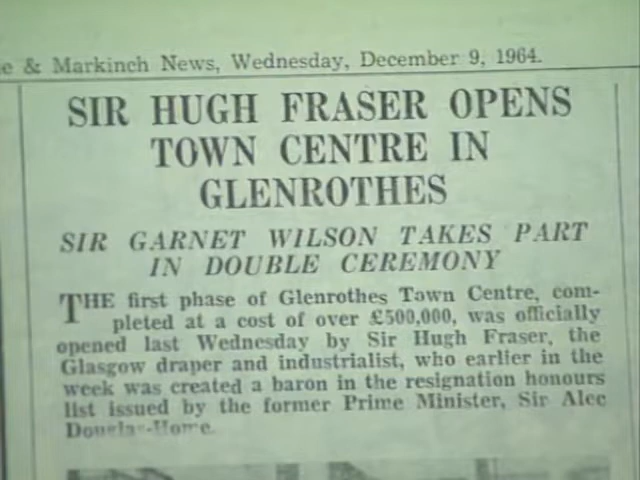 e & Markinch News, Wednesday, December 9, 1964.
SIR HUGH FRASER OPENS
TOWN CENTRE IN
GLENROTHES
SIR GARNET WILSON TAKES PART
IN DOUBLE CEREMONY
THE first phase of Glenrothes Town Centre, com-
pleted at a cost of over £500,000, was officially
opened last Wednesday by Sir Hugh Fraser, the
Glasgow draper and industrialist, who earlier in the
week was created a baron in the resignation honours
list issued by the former Prime Minister, Sir Alec
Douglas-Home.